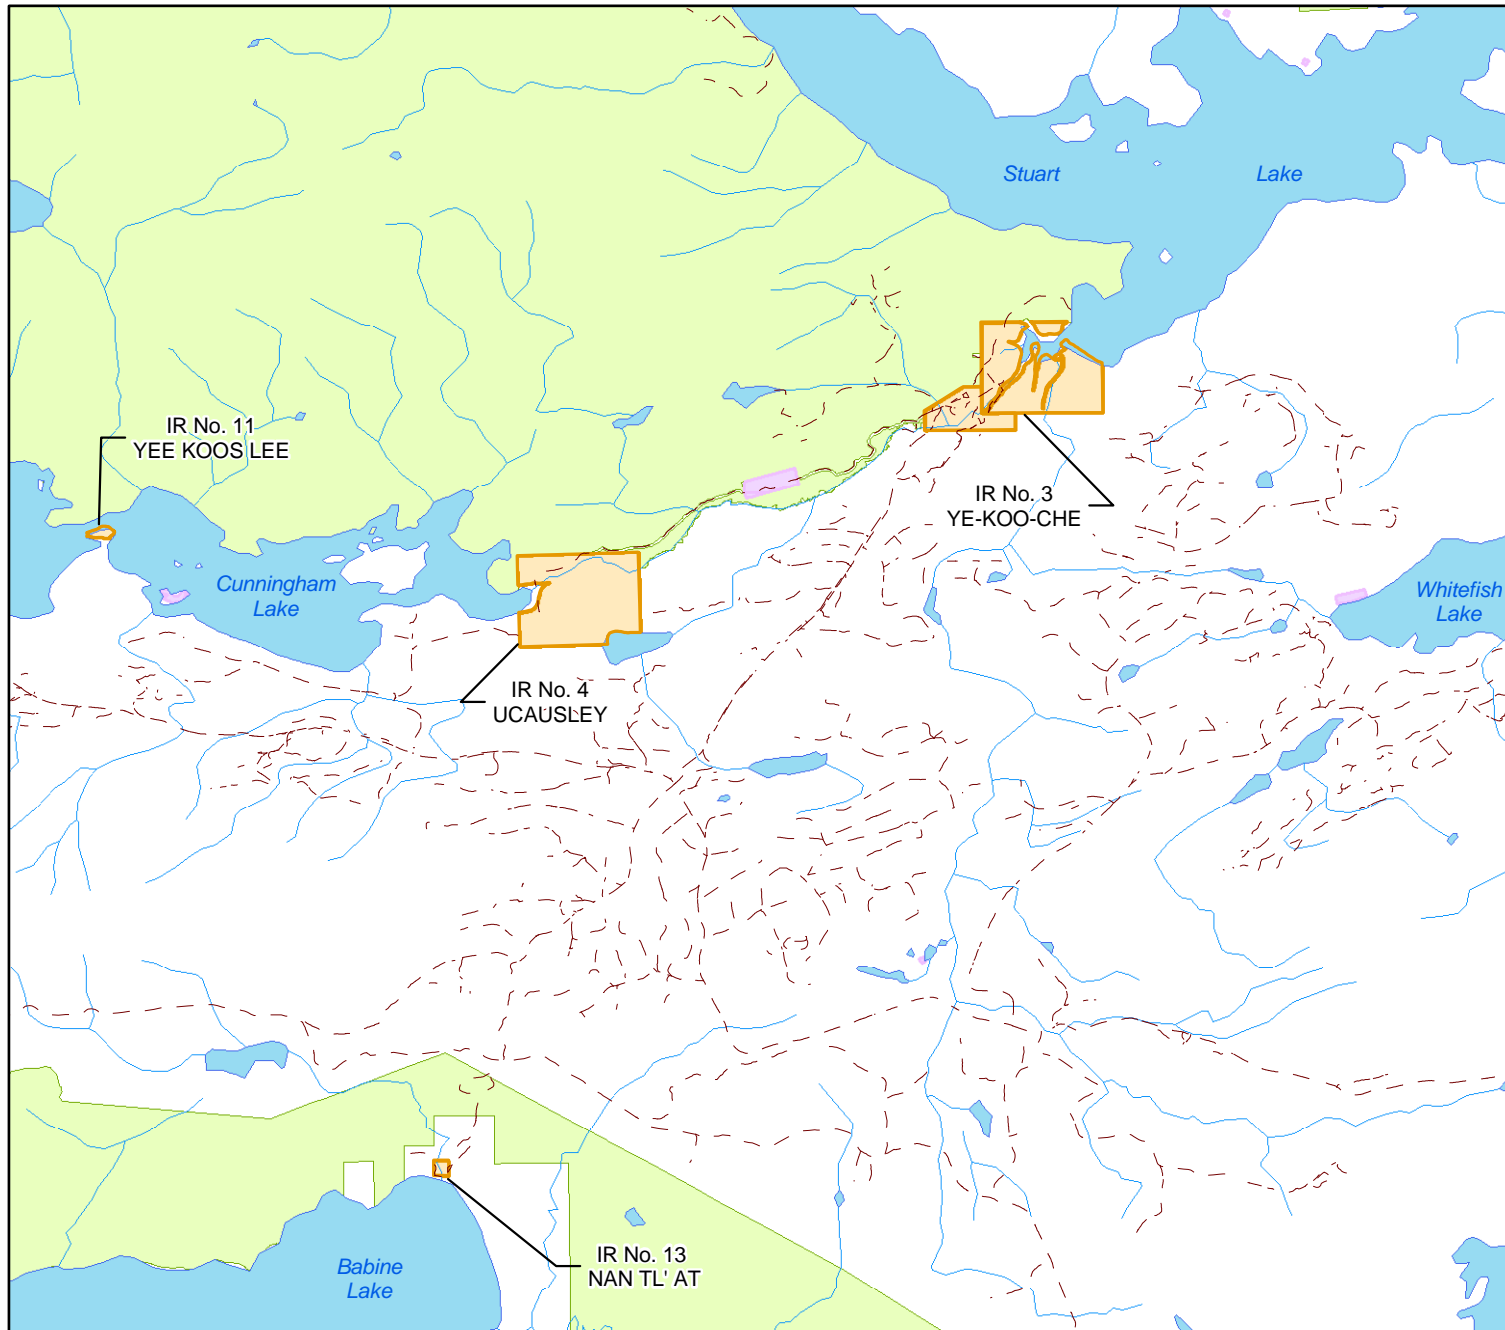 Stuart Lake
IR No. 11
YEE KOOS LEE
IR No. 3
YE-KOO-CHE
Cunningham
Lake
Whitefish
Lake
IR No. 4
UCAUSLEY
IR No. 13
NAN TL' AT
Babine
Lake